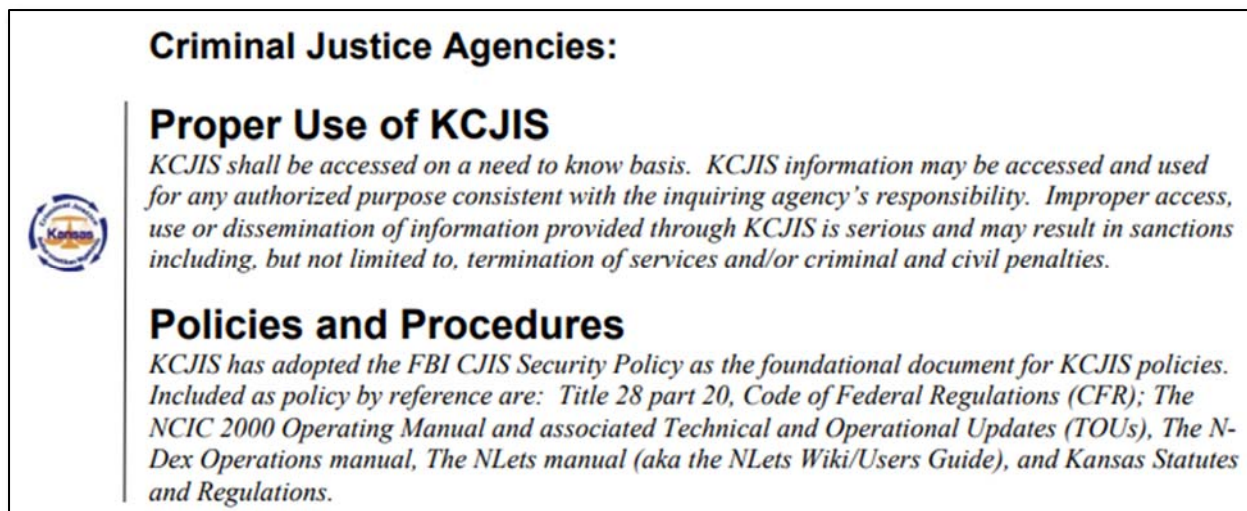 Criminal Justice Agencies:
Proper Use of KCJIS
KCJIS shall be accessed on a need to know basis.  KCJIS information may be accessed and used
for any authorized purpose consistent with the inquiring agency's responsibility.  Improper access,
use or dissemination of information provided through KCJIS is serious and may result in sanctions
including, but not limited to, termination of services and/or criminal and civil penalties.
Kansas
Policies and Procedures
KCJIS has adopted the FBI CJIS Security Policy as the foundational document for KCJIS policies.
Included as policy by reference are:  Title 28 part 20, Code of Federal Regulations (CFR); The
NCIC 2000 Operating Manual and associated Technical and Operational Updates (TOUs), The N-
Dex Operations manual, The NLets manual (aka the NLets Wiki/Users Guide), and Kansas Statutes
and Regulations.